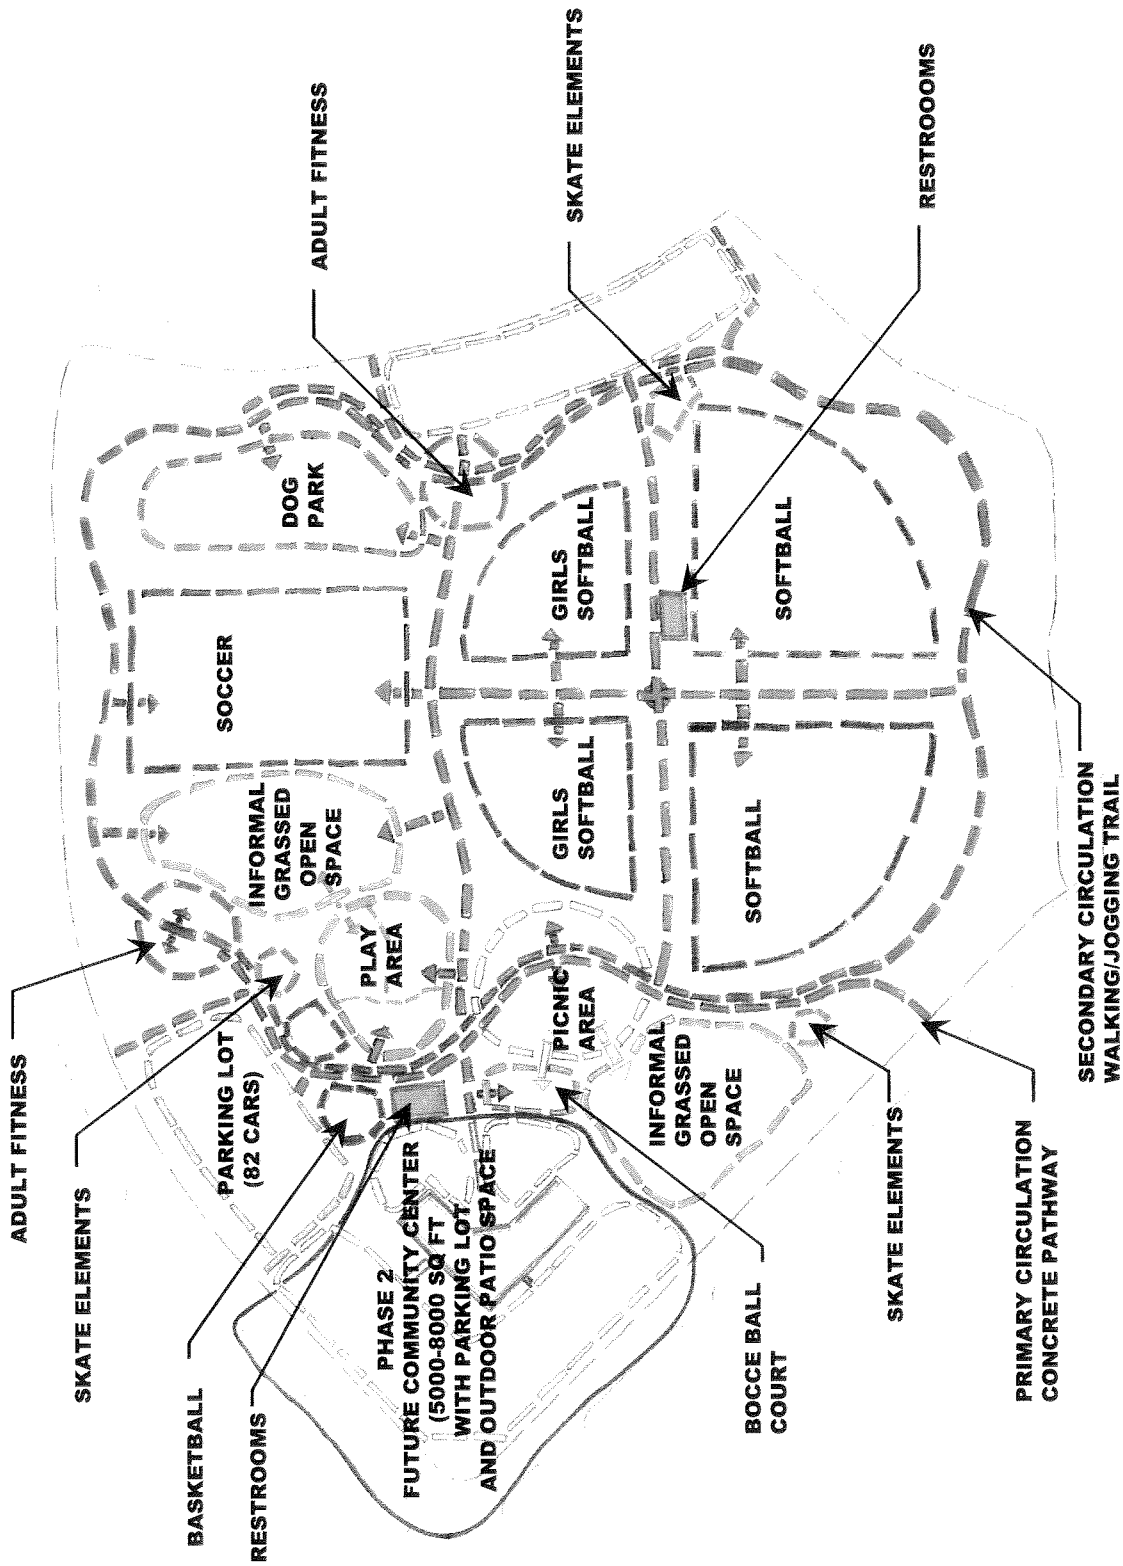 ADULT FITNESS
SKATE ELEMENTS
BASKETBALL
RESTROOMS
PARKING LOT
(82 CARS)
PHASE 2
FUTURE COMMUNITY CENTER
(5000-8000 SQ FT
WITH PARKING LOT
AND OUTDOOR PATIO SPACE
INFORMAL
GRASSED
OPEN
SPACE
PLAY
AREA
SOCCER
DOG
PARK
ADULT FITNESS
PICNIC
AREA
GIRLS
SOFTBALL
GIRLS
SOFTBALL
SKATE ELEMENTS
INFORMAL
GRASSED
OPEN
SPACE
SOFTBALL
SOFTBALL
RESTROOOMS
BOCCE BALL
COURT
SKATE ELEMENTS
PRIMARY CIRCULATION
CONCRETE PATHWAY
SECONDARY CIRCULATION
WALKING/JOGGING TRAIL